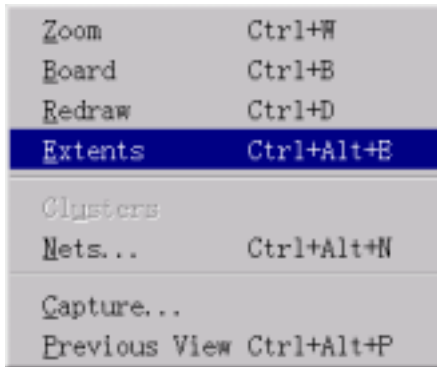 Zoom Ctrl+W
Board Ctrl+B
Redraw Ctrl+D
Extents Ctrl+Alt+E
Clusters
Nets... Ctrl+Alt+N
Capture...
Previous View Ctrl+Alt+P